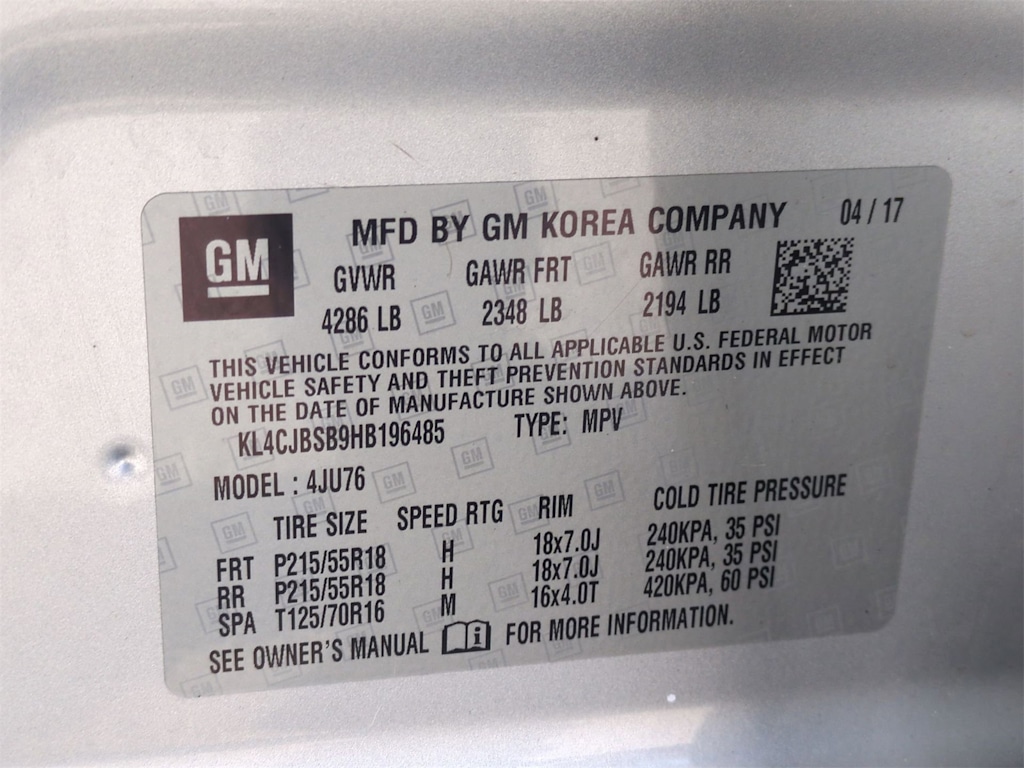 GM
MFD BY GM KOREA COMPANY 04 / 17
GVWR GAWR FRT GAWR RR
4286 LB 2348 LB 2194 LB
THIS VEHICLE CONFORMS TO ALL APPLICABLE U.S. FEDERAL MOTOR
VEHICLE SAFETY AND THEFT PREVENTION STANDARDS IN EFFECT
ON THE DATE OF MANUFACTURE SHOWN ABOVE.
KL4CJBSB9HB196485 TYPE: MPV
MODEL : 4JU76
TIRE SIZE SPEED RTG RIM COLD TIRE PRESSURE
FRT P215/55R18 H 18x7.0J 240KPA, 35 PSI
RR P215/55R18 H 18x7.0J 240KPA, 35 PSI
SPA T125/70R16 M 16x4.0T 420KPA, 60 PSI
SEE OWNER'S MANUAL i FOR MORE INFORMATION.